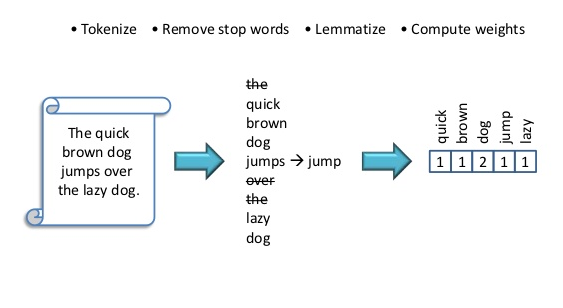 • Tokenize • Remove stop words • Lemmatize • Compute weights
The quick
brown dog
jumps over
the lazy dog.
the
quick
brown
dog
jumps → jump
over
the
lazy
dog
quick brown dog jump lazy
1 1 2 1 1